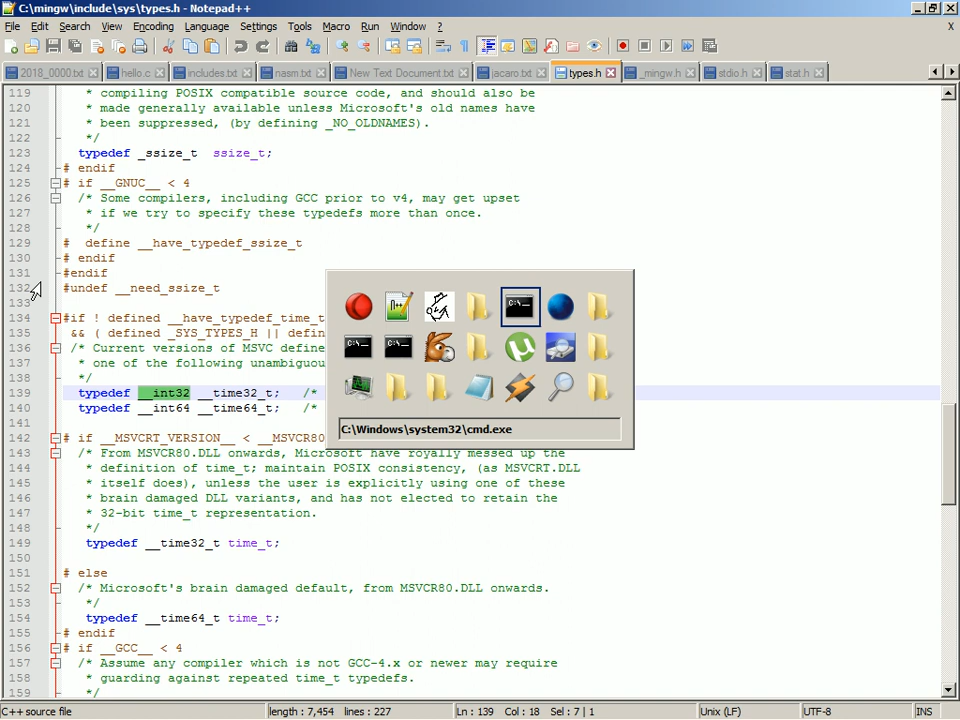 C:\mingw\include\sys\types.h - Notepad++
File Edit Search View Encoding Language Settings Tools Macro Run Window ? X
2018_0000.txt hello.c includes.txt nasm.txt New Text Document.txt jacaro.txt types.h _mingw.h stdio.h stat.h
119 * compiling POSIX compatible source code, and should also be
120 * made generally available unless Microsoft's old names have
121 * been suppressed, (by defining _NO_OLDNAMES).
122 */
123 typedef _ssize_t ssize_t;
124 # endif
125 # if __GNUC__ < 4
126 /* Some compilers, including GCC prior to v4, may get upset
127 * if we try to specify these typedefs more than once.
128 */
129 # define __have_typedef_ssize_t
130 # endif
131 #endif
132 #undef __need_ssize_t
133
134 #if ! defined __have_typedef_time_t
135 && ( defined _SYS_TYPES_H || defin
136 /* Current versions of MSVC define
137 * one of the following unambiguou
138 */
139 typedef __int32 __time32_t; /*
140 typedef __int64 __time64_t; /*
C:\Windows\system32\cmd.exe
141
142 # if __MSVCRT_VERSION__ < __MSVCR80
143 /* From MSVCR80.DLL onwards, Microsoft have royally messed up the
144 * definition of time_t; maintain POSIX consistency, (as MSVCRT.DLL
145 * itself does), unless the user is explicitly using one of these
146 * brain damaged DLL variants, and has not elected to retain the
147 * 32-bit time_t representation.
148 */
149 typedef __time32_t time_t;
150
151 # else
152 /* Microsoft's brain damaged default, from MSVCR80.DLL onwards.
153 */
154 typedef __time64_t time_t;
155 # endif
156 # if __GCC__ < 4
157 /* Assume any compiler which is not GCC-4.x or newer may require
158 * guarding against repeated time_t typedefs.
159 */
C++ source file length : 7,454 lines : 227 Ln : 139 Col : 18 Sel : 7 | 1 Unix (LF) UTF-8 INS